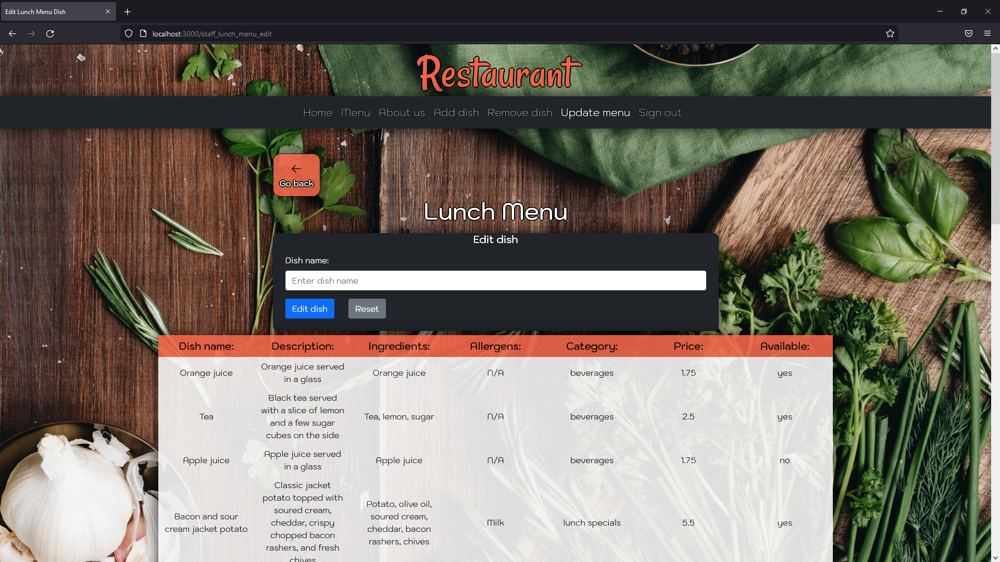 Edit Lunch Menu Dish
localhost:3000/staff_lunch_menu_edit
Restaurant
Home Menu About us Add dish Remove dish Update menu Sign out
Go back
Lunch Menu
Edit dish
Dish name:
Enter dish name
Edit dish Reset
Dish name: Description: Ingredients: Allergens: Category: Price: Available:
Orange juice served
Orange juice Orange juice N/A beverages 1.75 yes
in a glass
Black tea served
with a slice of lemon
Tea Tea, lemon, sugar N/A beverages 2.5 yes
and a few sugar
cubes on the side
Apple juice served
Apple juice Apple juice N/A beverages 1.75 no
in a glass
Classic jacket
potato topped with
Potato, olive oil,
soured cream,
Bacon and sour soured cream,
cheddar, crispy Milk lunch specials 5.5 yes
cream jacket potato cheddar, bacon
chopped bacon
rashers, chives
rashers, and fresh
chives